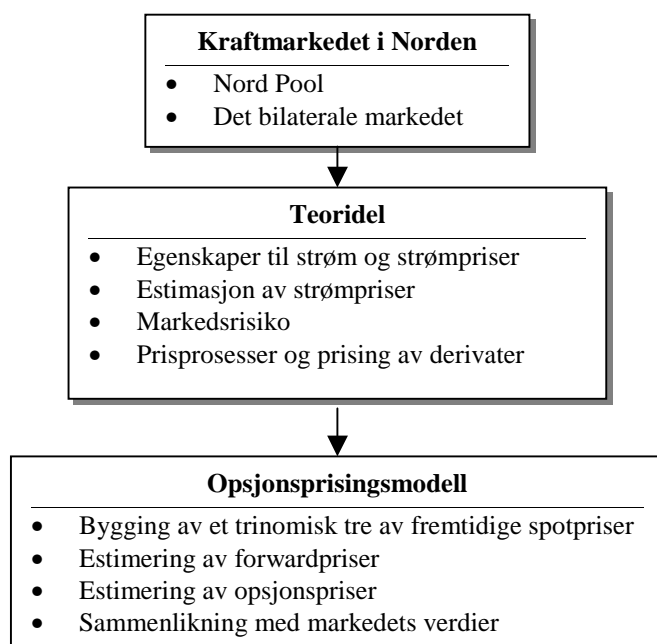 Kraftmarkedet i Norden
• Nord Pool
• Det bilaterale markedet
Teoridel
• Egenskaper til strøm og strømpriser
• Estimasjon av strømpriser
• Markedsrisiko
• Prisprosesser og prising av derivater
Opsjonsprisingsmodell
• Bygging av et trinomisk tre av fremtidige spotpriser
• Estimering av forwardpriser
• Estimering av opsjonspriser
• Sammenlikning med markedets verdier